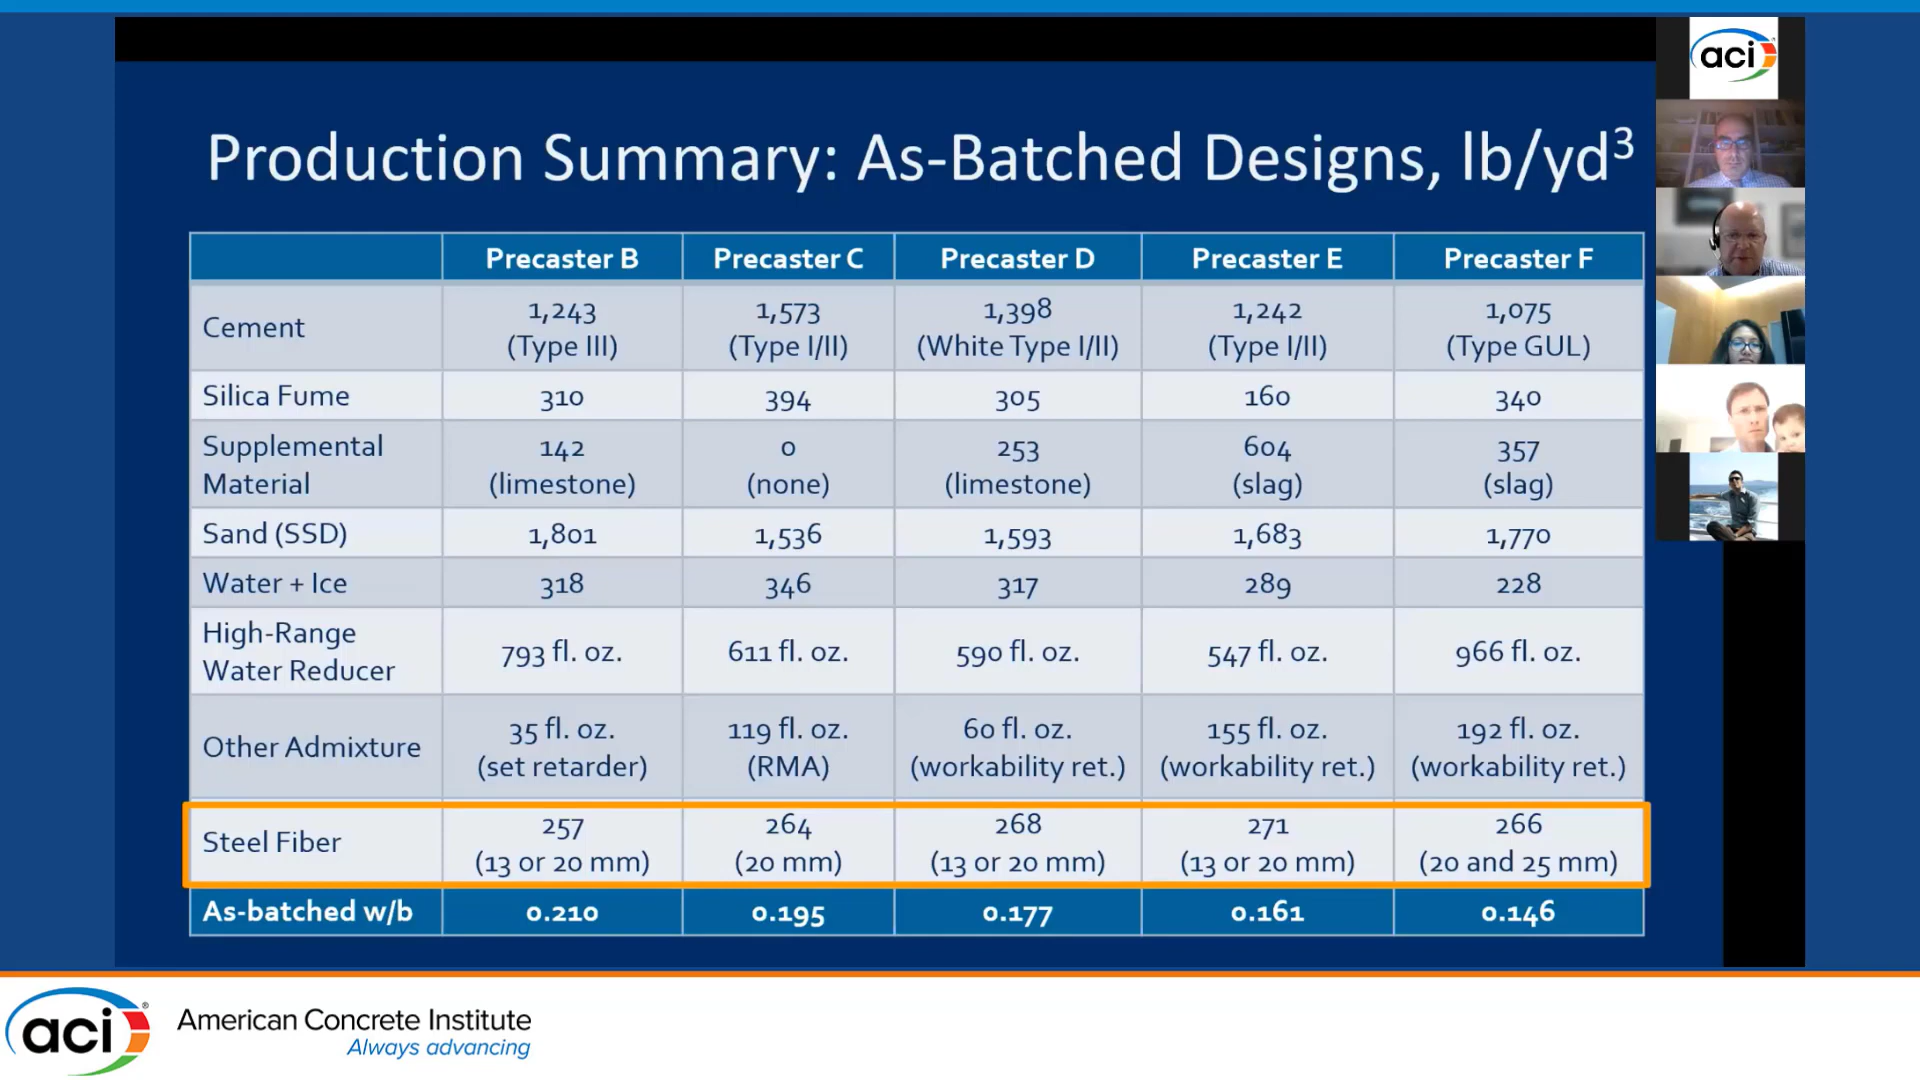 aci
Production Summary: As-Batched Designs, lb/yd³
Precaster B Precaster C Precaster D Precaster E Precaster F
Cement 1,243 (Type III) 1,573 (Type I/II) 1,398 (White Type I/II) 1,242 (Type I/II) 1,075 (Type GUL)
Silica Fume 310 394 305 160 340
Supplemental Material 142 (limestone) 0 (none) 253 (limestone) 604 (slag) 357 (slag)
Sand (SSD) 1,801 1,536 1,593 1,683 1,770
Water + Ice 318 346 317 289 228
High-Range Water Reducer 793 fl. oz. 611 fl. oz. 590 fl. oz. 547 fl. oz. 966 fl. oz.
Other Admixture 35 fl. oz. (set retarder) 119 fl. oz. (RMA) 60 fl. oz. (workability ret.) 155 fl. oz. (workability ret.) 192 fl. oz. (workability ret.)
Steel Fiber 257 (13 or 20 mm) 264 (20 mm) 268 (13 or 20 mm) 271 (13 or 20 mm) 266 (20 and 25 mm)
As-batched w/b 0.210 0.195 0.177 0.161 0.146
aci®
American Concrete Institute
Always advancing